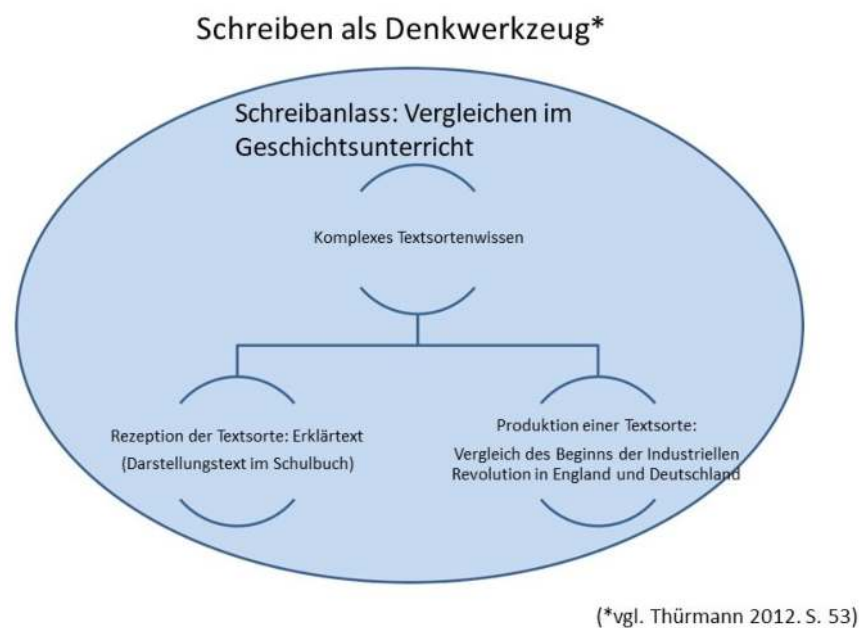 Schreiben als Denkwerkzeug*
Schreibanlass: Vergleichen im
Geschichtsunterricht
Komplexes Textsortenwissen
Rezeption der Textsorte: Erklärtext
(Darstellungstext im Schulbuch)
Produktion einer Textsorte:
Vergleich des Beginns der Industriellen
Revolution in England und Deutschland
(*vgl. Thürmann 2012. S. 53)